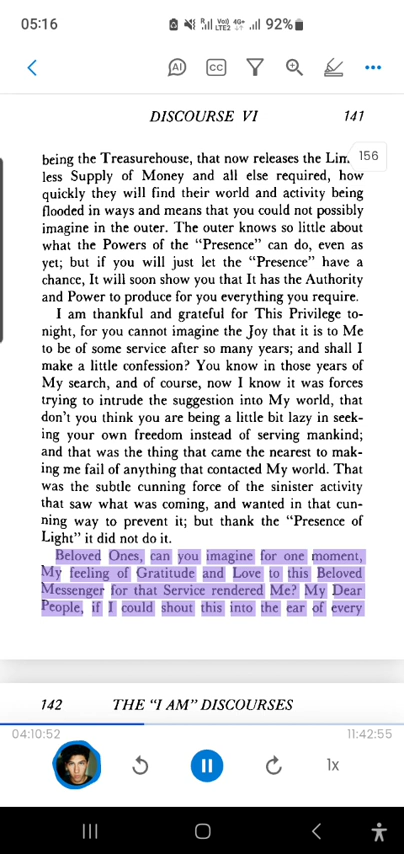 05:16
92%
AI
CC
DISCOURSE VI 141
156
being the Treasurehouse, that now releases the Lim
less Supply of Money and all else required, how
quickly they will find their world and activity being
flooded in ways and means that you could not possibly
imagine in the outer. The outer knows so little about
what the Powers of the “Presence” can do, even as
yet; but if you will just let the “Presence” have a
chance, It will soon show you that It has the Authority
and Power to produce for you everything you require.
I am thankful and grateful for This Privilege to-
night, for you cannot imagine the Joy that it is to Me
to be of some service after so many years; and shall I
make a little confession? You know in those years of
My search, and of course, now I know it was forces
trying to intrude the suggestion into My world, that
don’t you think you are being a little bit lazy in seek-
ing your own freedom instead of serving mankind;
and that was the thing that came the nearest to mak-
ing me fail of anything that contacted My world. That
was the subtle cunning force of the sinister activity
that saw what was coming, and wanted in that cun-
ning way to prevent it; but thank the “Presence of
Light” it did not do it.
Beloved Ones, can you imagine for one moment,
My feeling of Gratitude and Love to this Beloved
Messenger for that Service rendered Me? My Dear
People, if I could shout this into the ear of every
142 THE “I AM” DISCOURSES
04:10:52 11:42:55
1x